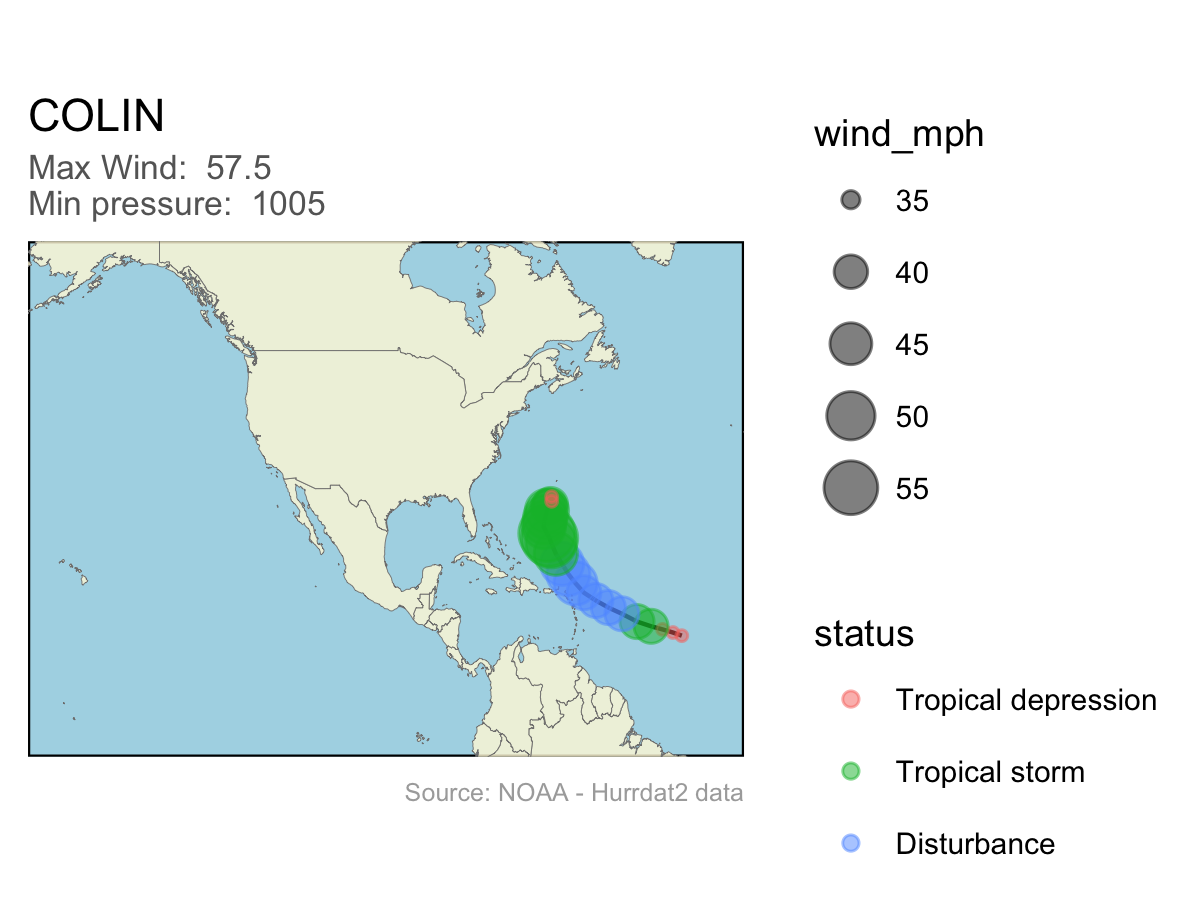 COLIN
Max Wind:  57.5
Min pressure:  1005
wind_mph
35
40
45
50
55
status
Tropical depression
Tropical storm
Disturbance
Source: NOAA - Hurrdat2 data